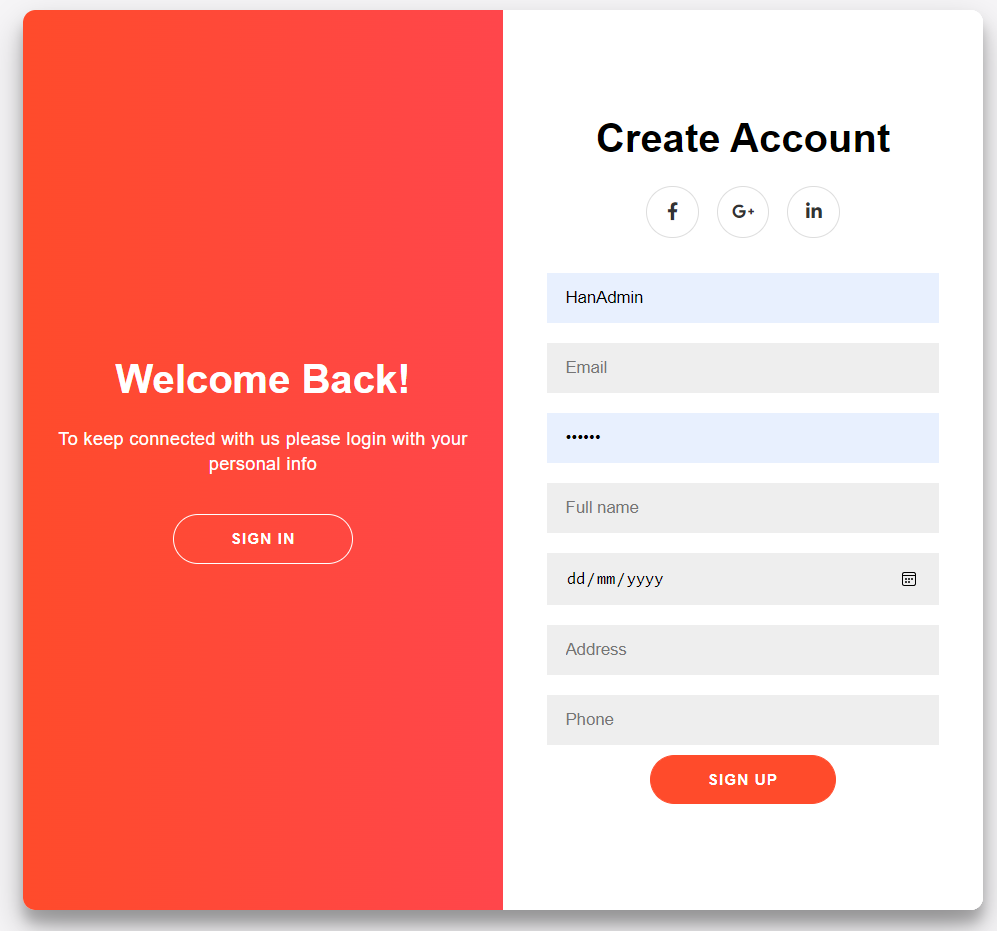 Welcome Back!
To keep connected with us please login with your
personal info
SIGN IN
Create Account
f
G+
in
HanAdmin
Email
••••••
Full name
dd/mm/yyyy
Address
Phone
SIGN UP